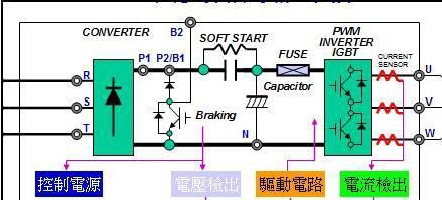 CONVERTER
B2
SOFT START
PWM
INVERTER
IGBT
P1
P2/B1
FUSE
CURRENT
SENSOR
R
S
T
Capacitor
Braking
N
U
V
W
控制電源
電壓檢出
驅動電路
電流檢出